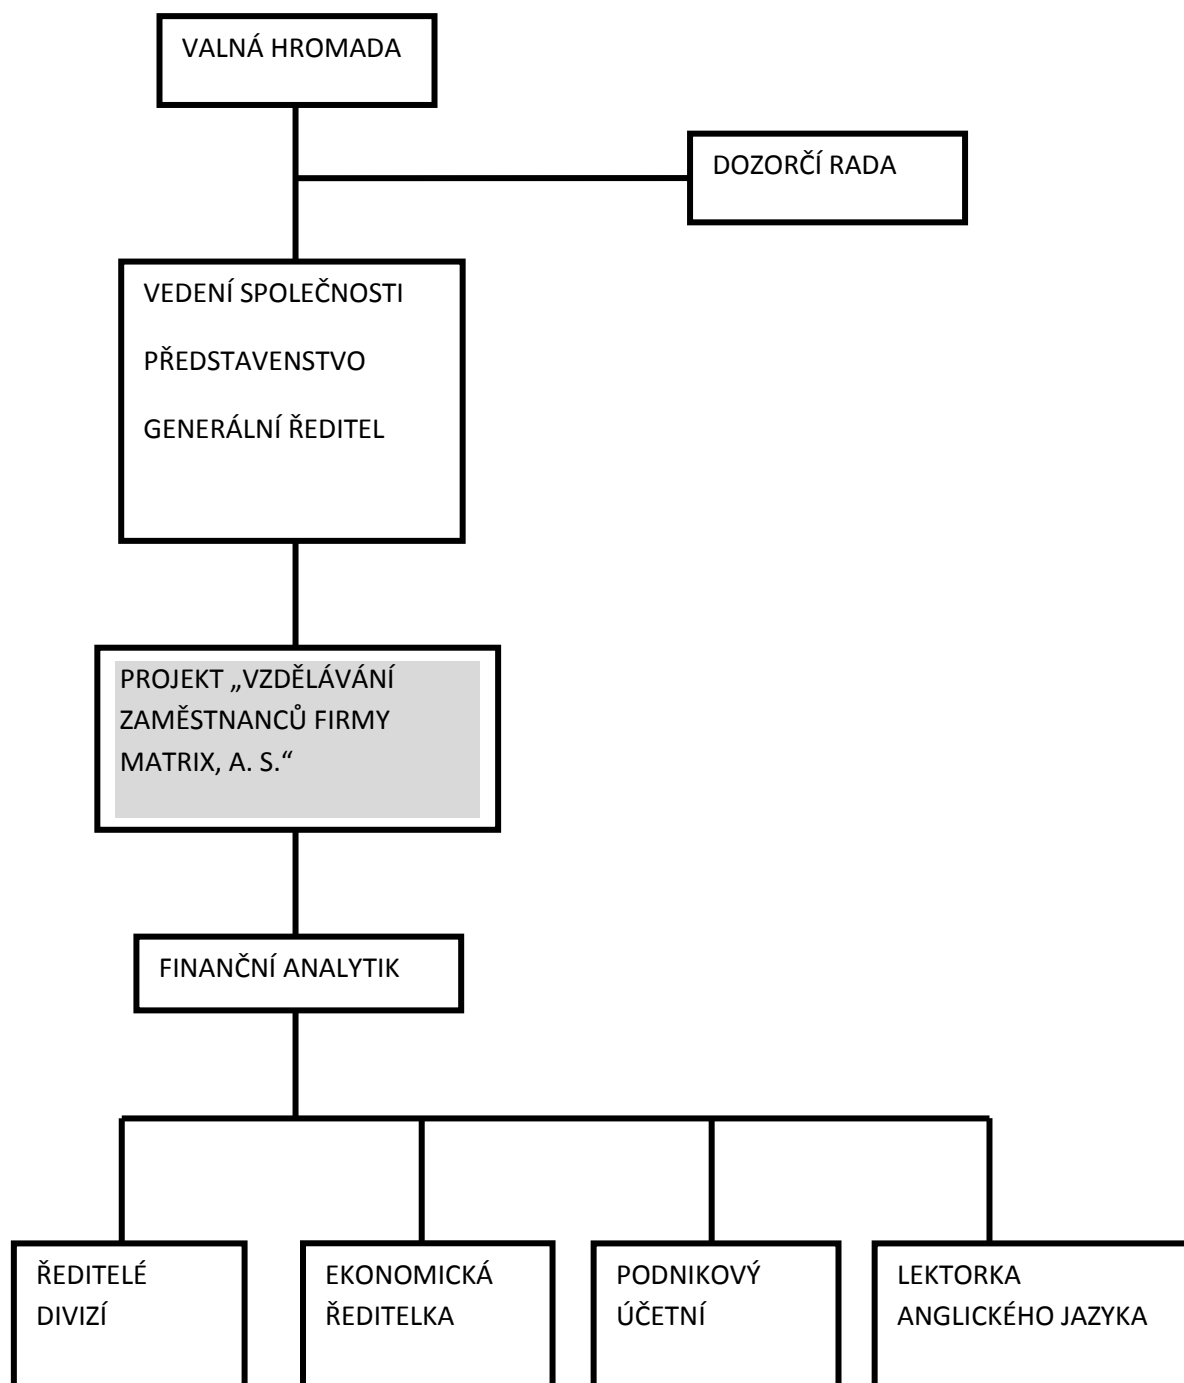 VALNÁ HROMADA
DOZORČÍ RADA
VEDENÍ SPOLEČNOSTI
PŘEDSTAVENSTVO
GENERÁLNÍ ŘEDITEL
PROJEKT „VZDĚLÁVÁNÍ
ZAMĚSTNANCŮ FIRMY
MATRIX, A. S.“
FINANČNÍ ANALYTIK
ŘEDITELÉ
DIVIZÍ
EKONOMICKÁ
ŘEDITELKA
PODNIKOVÝ
ÚČETNÍ
LEKTORKA
ANGLICKÉHO JAZYKA